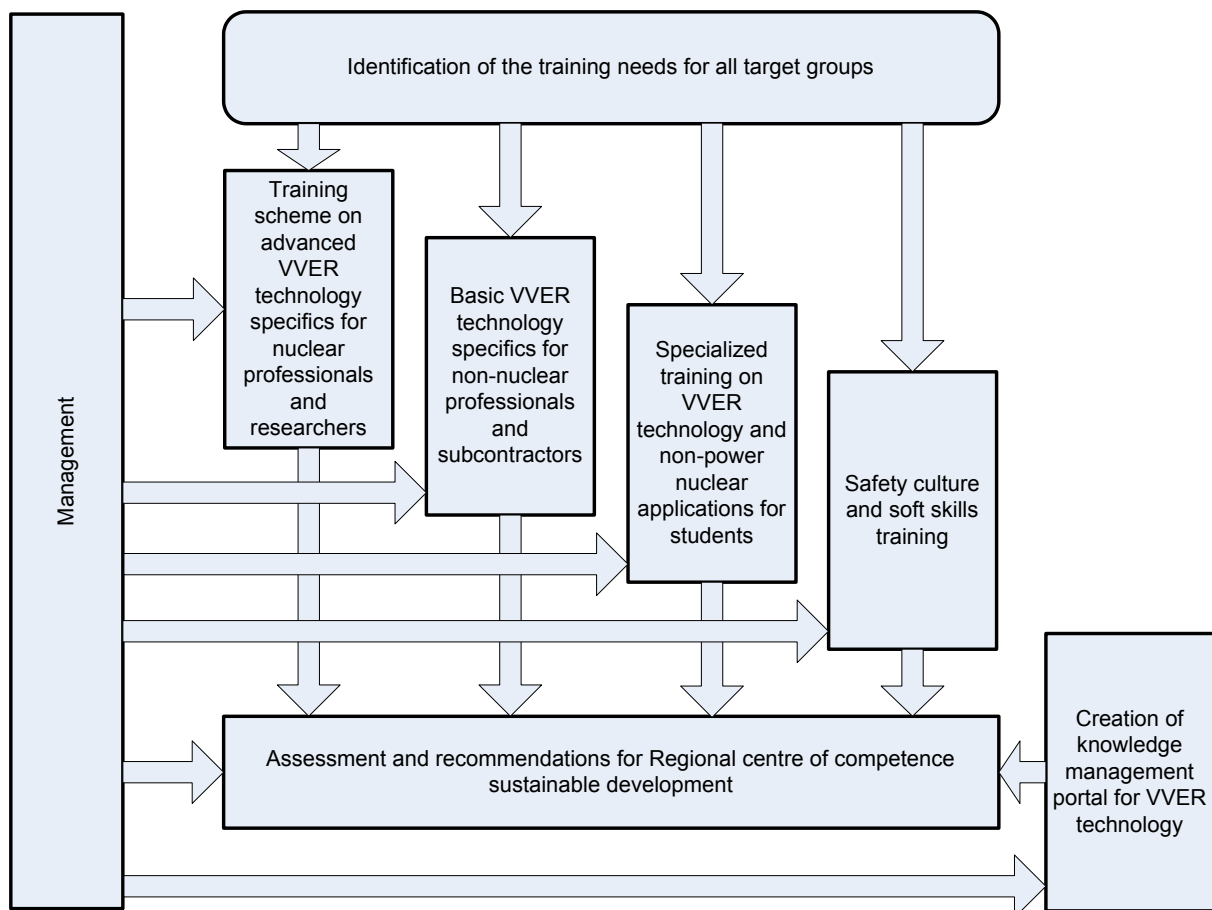 Management
Identification of the training needs for all target groups
Training
scheme on
advanced
VVER
technology
specifics for
nuclear
professionals
and
researchers
Basic VVER
technology
specifics for
non-nuclear
professionals
and
subcontractors
Specialized
training on
VVER
technology and
non-power
nuclear
applications for
students
Safety culture
and soft skills
training
Assessment and recommendations for Regional centre of competence
sustainable development
Creation of
knowledge
management
portal for VVER
technology